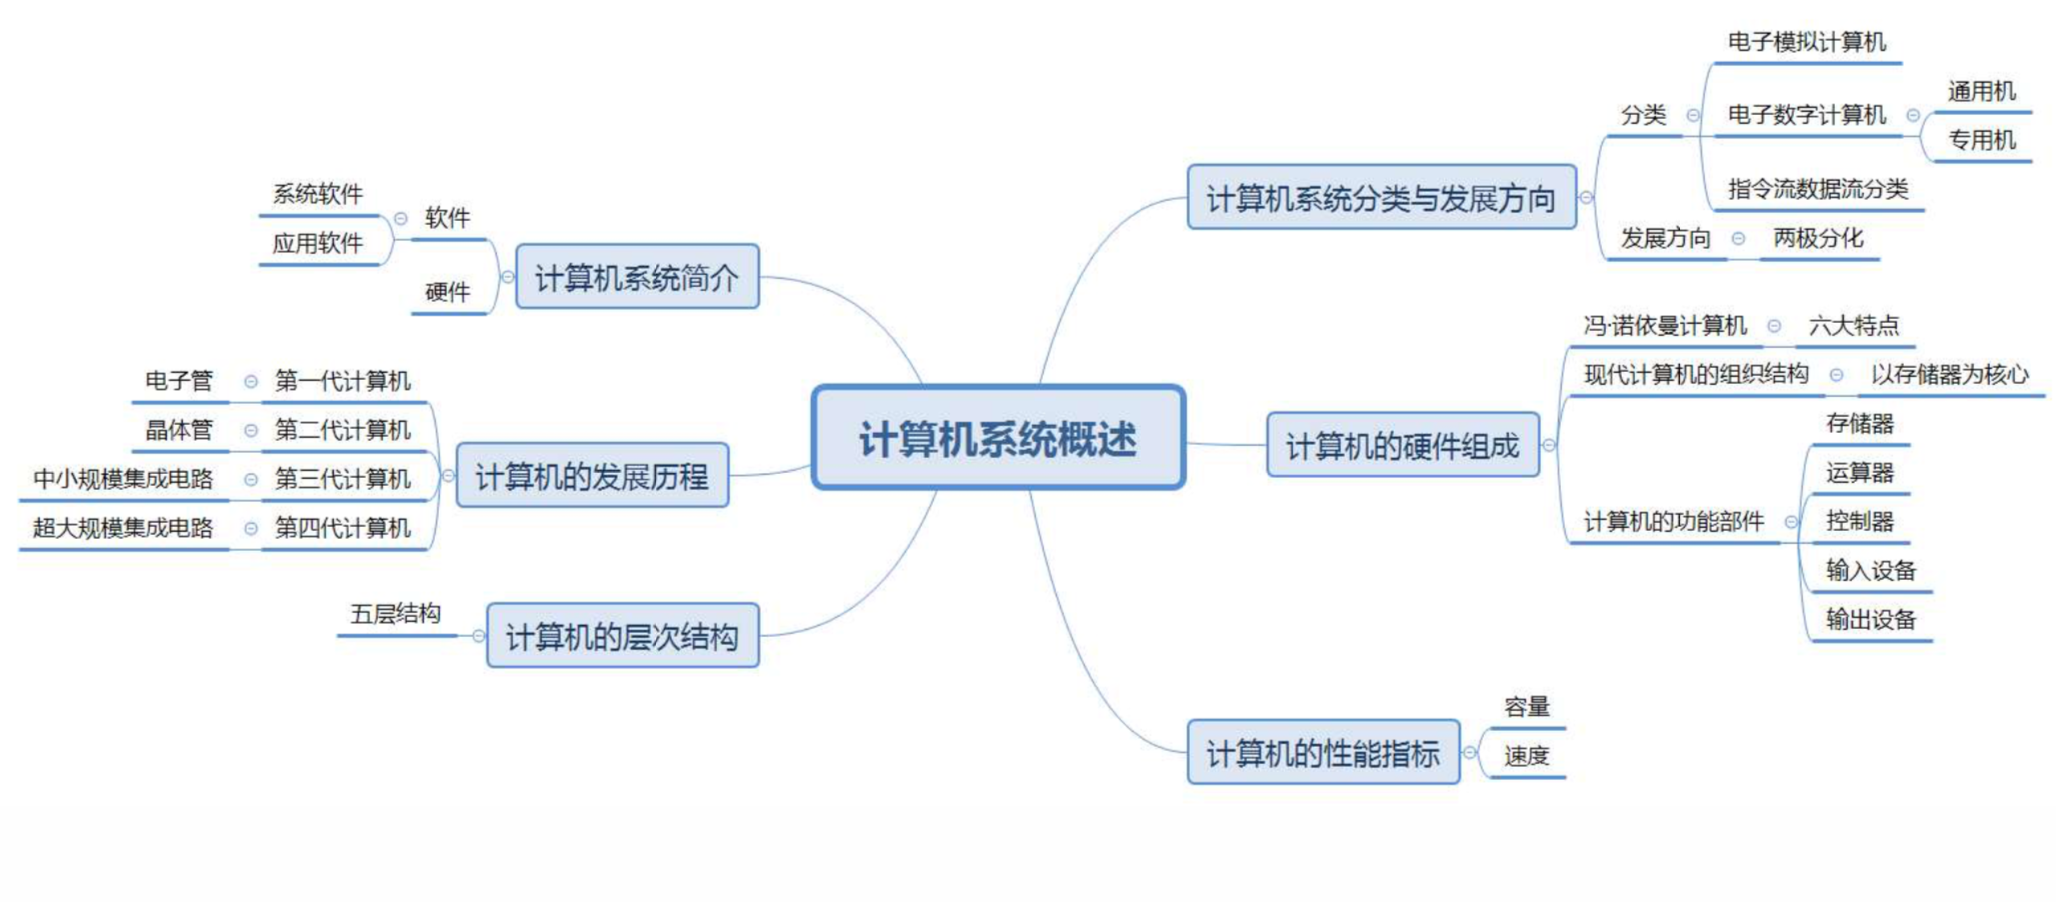 计算机系统概述
计算机系统简介
软件
系统软件
应用软件
硬件
计算机的发展历程
第一代计算机
电子管
第二代计算机
晶体管
第三代计算机
中小规模集成电路
第四代计算机
超大规模集成电路
计算机的层次结构
五层结构
计算机系统分类与发展方向
分类
电子模拟计算机
电子数字计算机
通用机
专用机
指令流数据流分类
发展方向
两极分化
计算机的硬件组成
冯·诺依曼计算机
六大特点
现代计算机的组织结构
以存储器为核心
计算机的功能部件
存储器
运算器
控制器
输入设备
输出设备
计算机的性能指标
容量
速度